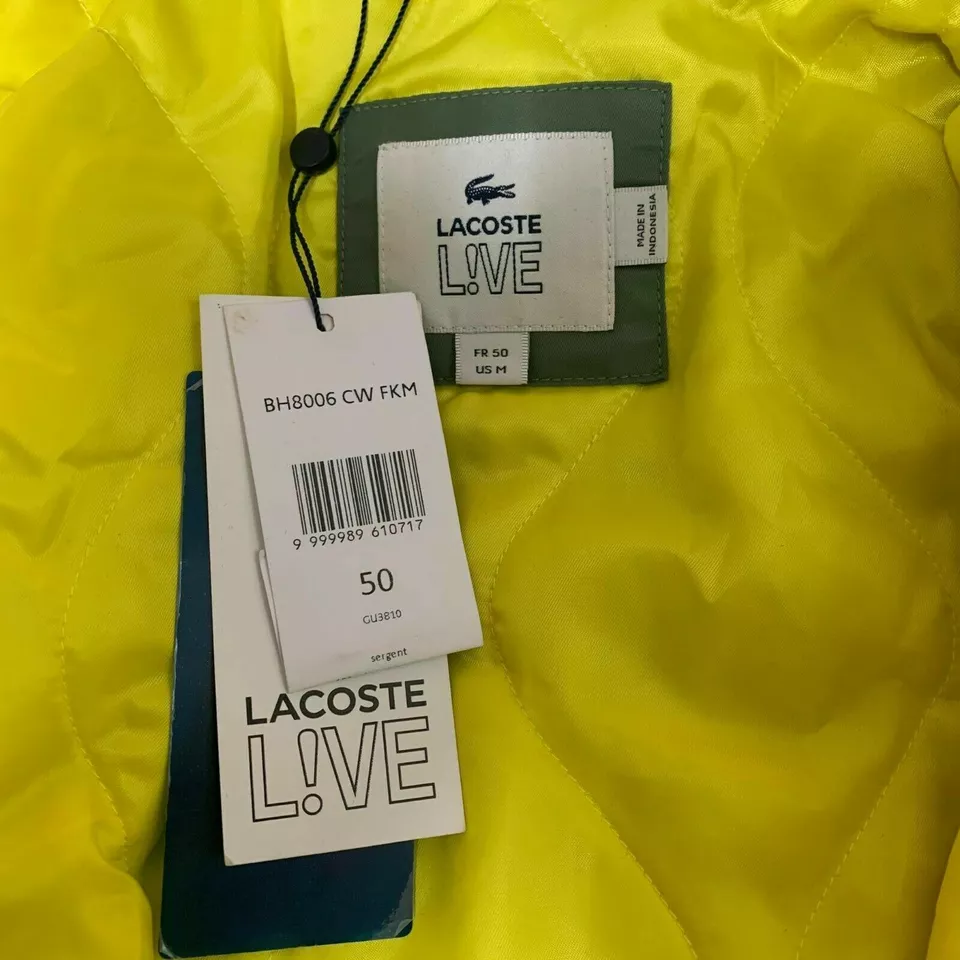 LACOSTE
L!VE
MADE IN
INDONESIA
FR 50
US M
BH8006 CW FKM
9 999989 610717
50
GU3810
sergent
LACOSTE
L!VE